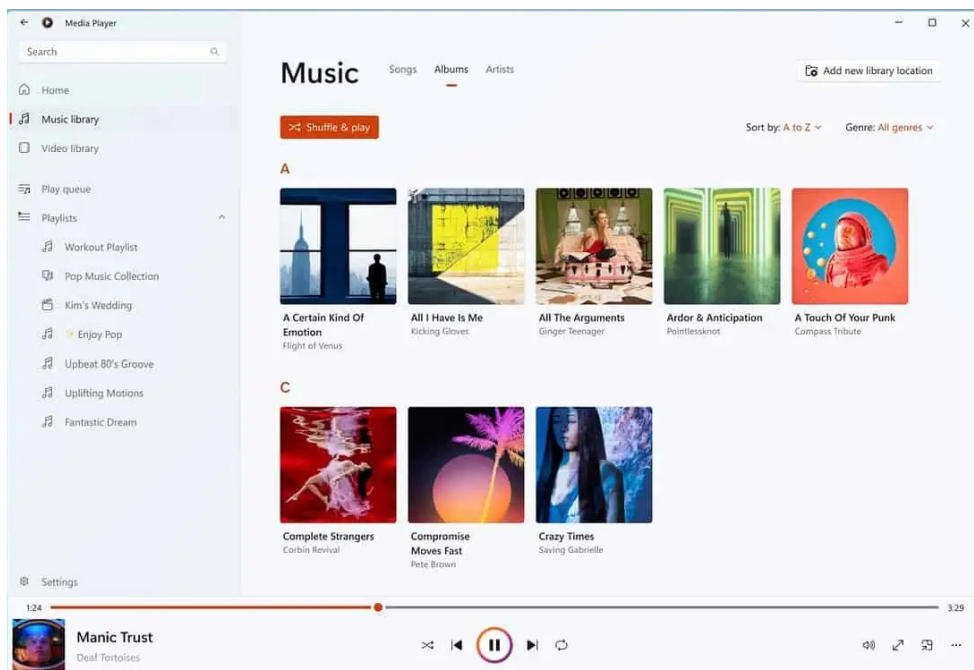 Media Player
Search
Home
Music library
Video library
Play queue
Playlists
Workout Playlist
Pop Music Collection
Kim's Wedding
Enjoy Pop
Upbeat 80's Groove
Uplifting Motions
Fantastic Dream
Settings
Music
Songs Albums Artists
Add new library location
Shuffle & play
Sort by: A to Z
Genre: All genres
A
A Certain Kind Of
Emotion
Flight of Venus
All I Have Is Me
Kicking Gloves
All The Arguments
Ginger Teenager
Ardor & Anticipation
Pointlessknot
A Touch Of Your Punk
Compass Tribute
C
Complete Strangers
Corbin Revival
Compromise
Moves Fast
Pete Brown
Crazy Times
Saving Gabrielle
1:24
3:29
Manic Trust
Deaf Tortoises